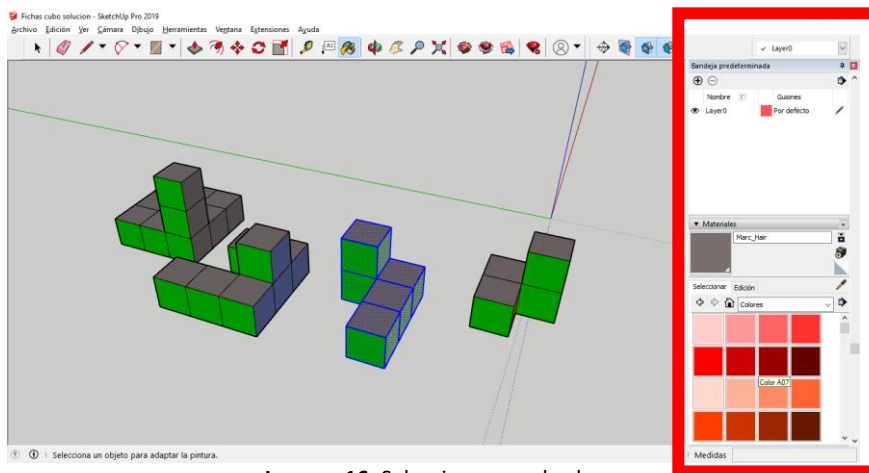 Fichas cubo solucion - SketchUp Pro 2019
Archivo Edición Ver Cámara Dibujo Herramientas Ventana Extensiones Ayuda
A1
Layer0
Bandeja predeterminada
Nombre Guiones
Layer0 Por defecto
Materiales
Marc_Hair
Seleccionar Edición
Colores
Color A07
Selecciona un objeto para adaptar la pintura.
Medidas